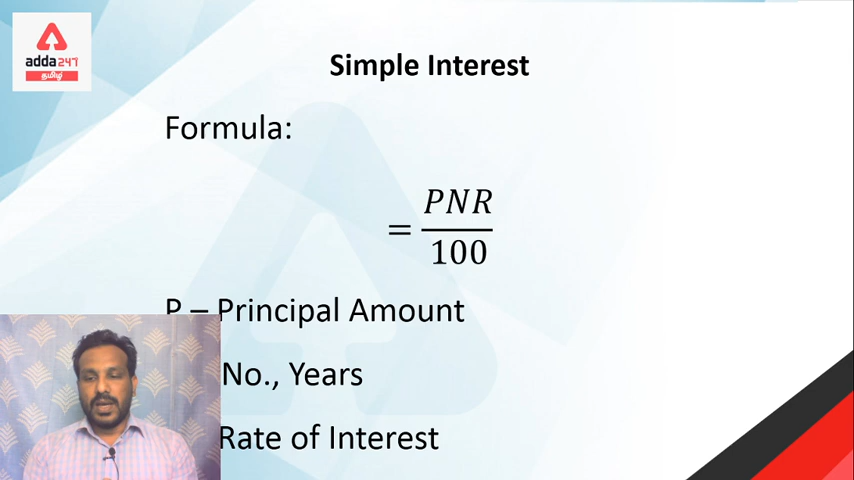 adda247
தமிழ்
Simple Interest
Formula:
= PNR/100
P – Principal Amount
No., Years
Rate of Interest